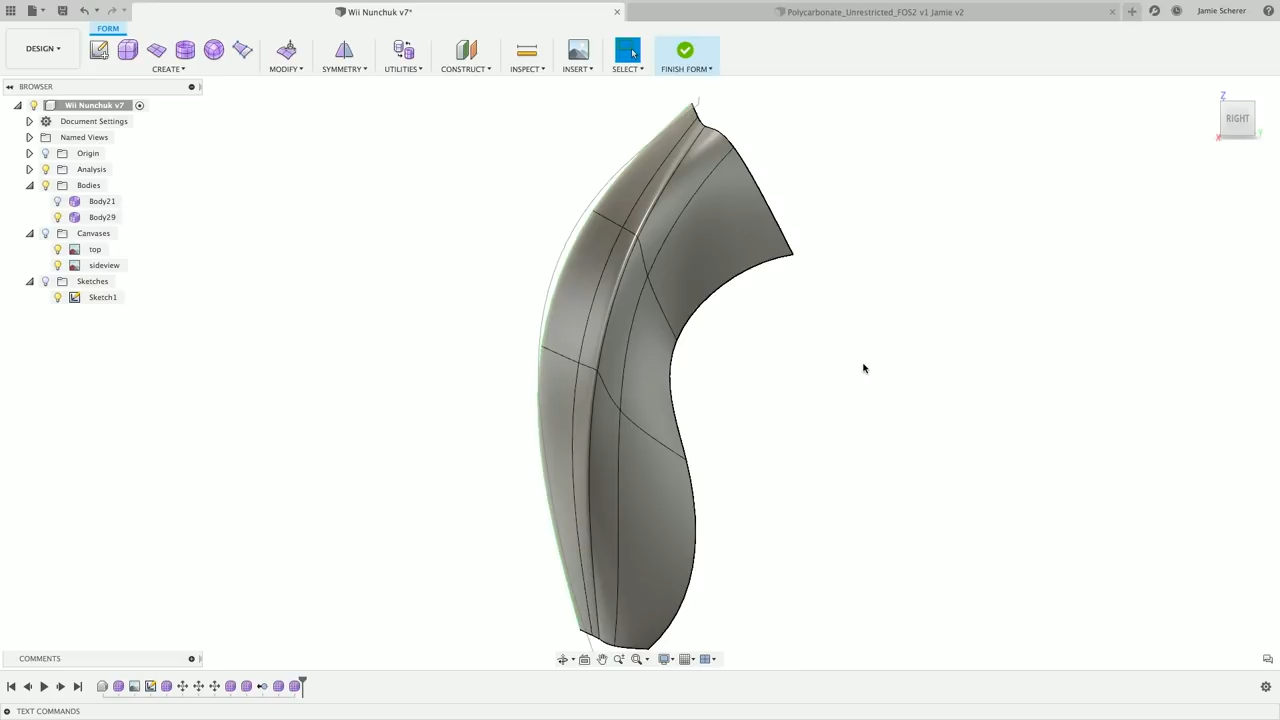 Wii Nunchuk v7*
Polycarbonate_Unrestricted_FOS2 v1 Jamie v2
Jamie Scherer
FORM
DESIGN
CREATE
MODIFY
SYMMETRY
UTILITIES
CONSTRUCT
INSPECT
INSERT
SELECT
FINISH FORM
BROWSER
Wii Nunchuk v7
Document Settings
Named Views
Origin
Analysis
Bodies
Body21
Body29
Canvases
top
sideview
Sketches
Sketch1
Z
RIGHT
X
Y
COMMENTS
TEXT COMMANDS